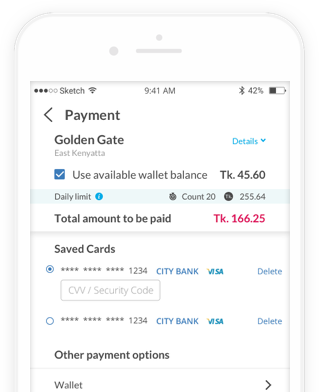 Sketch 9:41 AM 42%
Payment
Golden Gate Details
East Kenyatta
Use available wallet balance Tk. 45.60
Daily limit Count 20 255.64
Total amount to be paid Tk. 166.25
Saved Cards
**** **** **** 1234 CITY BANK VISA Delete
CVV / Security Code
**** **** **** 1234 CITY BANK VISA Delete
Other payment options
Wallet